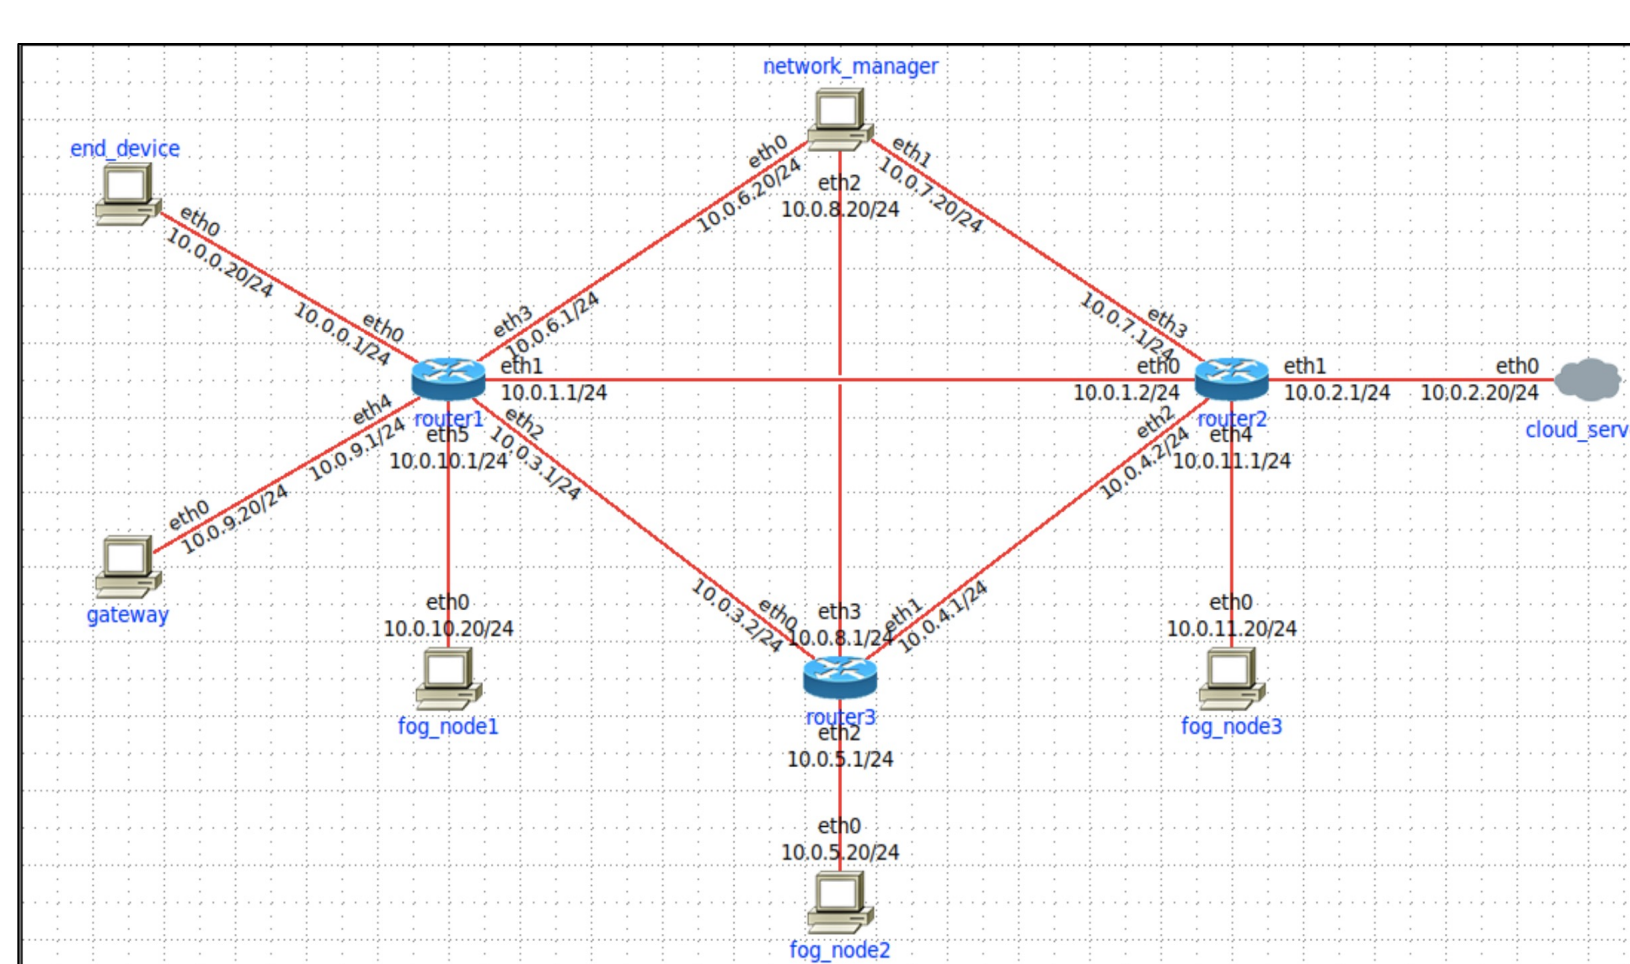 network_manager
end_device
eth0
10.0.6.20/24
eth1
10.0.7.20/24
eth2
10.0.8.20/24
eth0
10.0.0.20/24
10.0.0.1/24
eth0
eth3
10.0.6.1/24
10.0.7.1/24
eth3
eth1
10.0.1.1/24
eth0
10.0.1.2/24
eth1
10.0.2.1/24
eth0
10.0.2.20/24
router1
router2
cloud_serv
eth4
10.0.9.1/24
eth5
10.0.10.1/24
eth2
10.0.3.1/24
eth2
10.0.4.2/24
eth4
10.0.11.1/24
eth0
10.0.9.20/24
gateway
eth0
10.0.10.20/24
10.0.3.2/24
eth0
eth3
10.0.8.1/24
eth1
10.0.4.1/24
eth0
10.0.11.20/24
fog_node1
router3
fog_node3
eth2
10.0.5.1/24
eth0
10.0.5.20/24
fog_node2